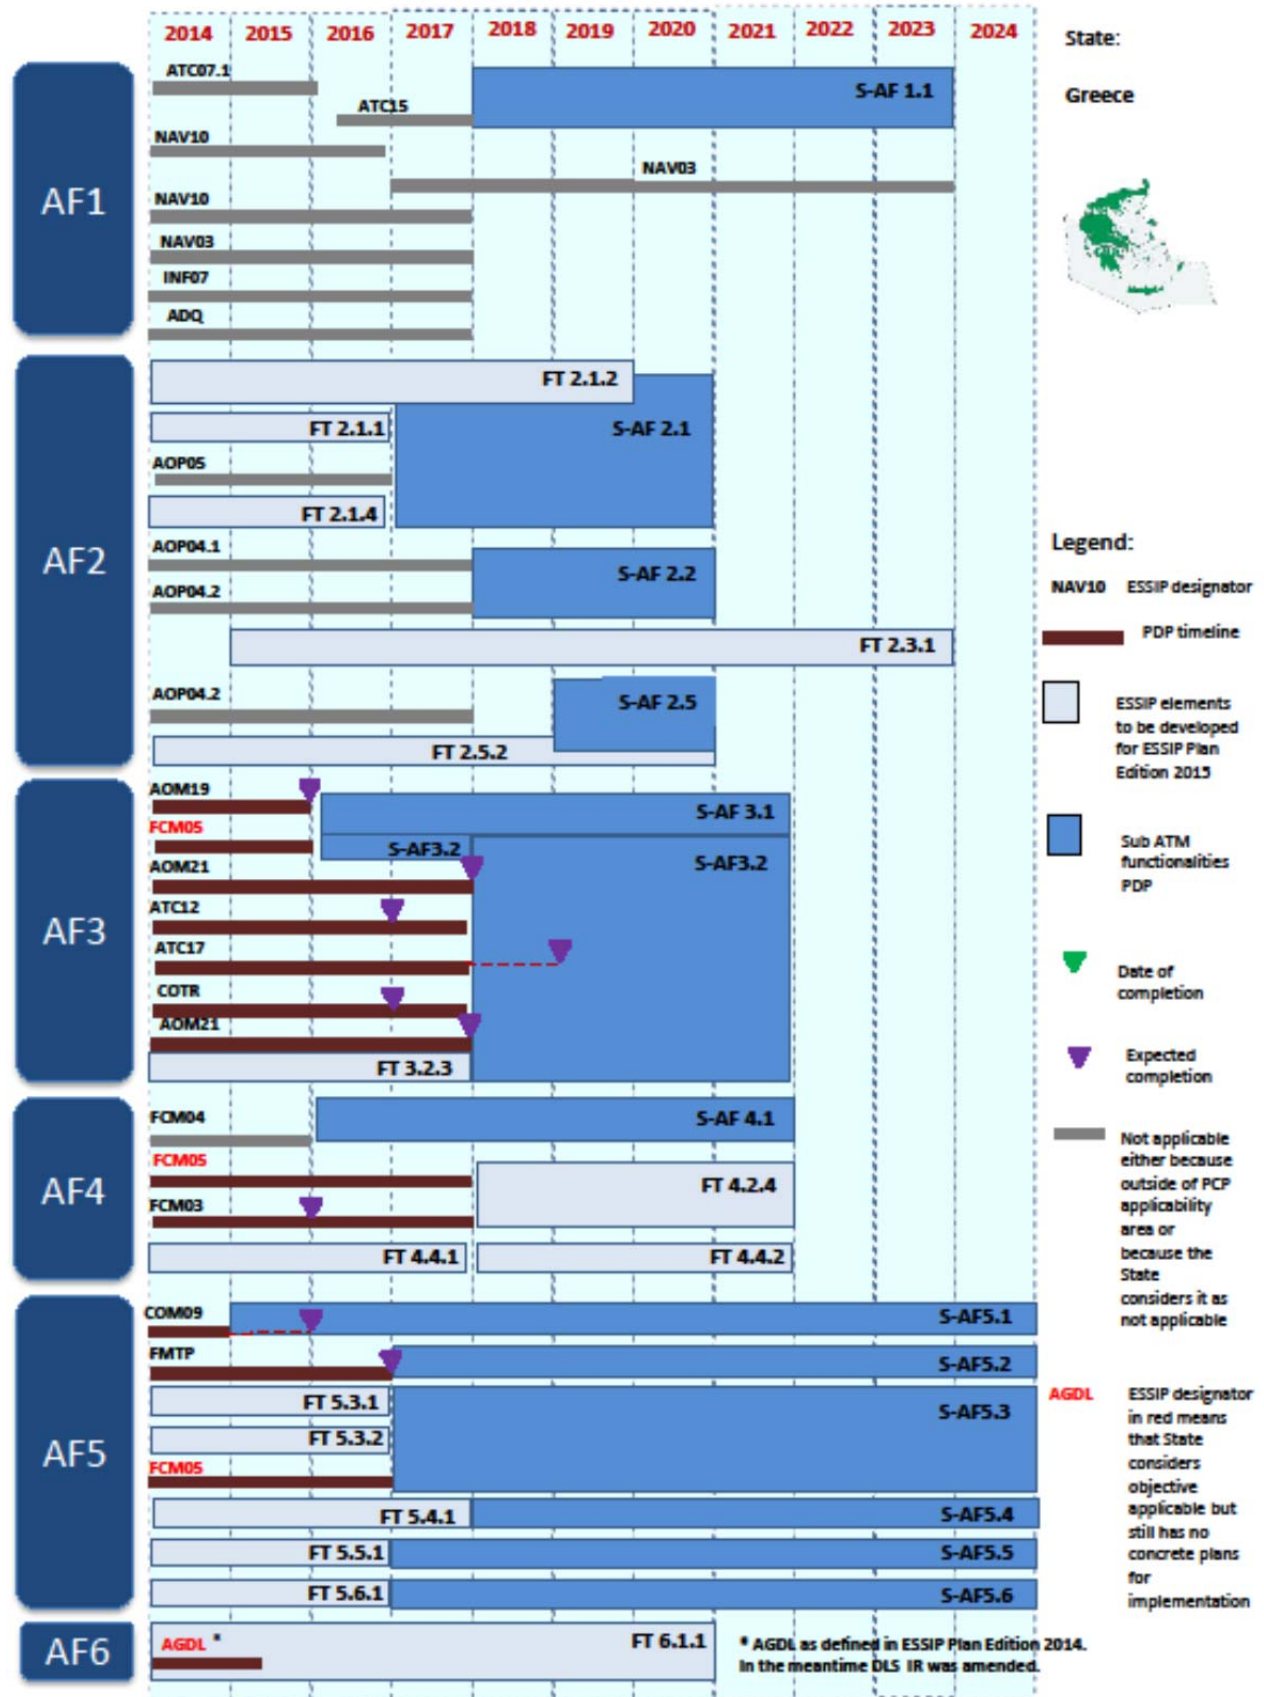 2014 2015 2016 2017 2018 2019 2020 2021 2022 2023 2024
State:
Greece
AF1
ATC07.1
S-AF 1.1
ATC15
NAV10
NAV03
NAV10
NAV03
INF07
ADQ
AF2
FT 2.1.2
FT 2.1.1
S-AF 2.1
AOP05
FT 2.1.4
AOP04.1
S-AF 2.2
AOP04.2
FT 2.3.1
AOP04.2
S-AF 2.5
FT 2.5.2
AF3
AOM19
S-AF 3.1
FCM05
S-AF3.2
S-AF3.2
AOM21
ATC12
ATC17
COTR
AOM21
FT 3.2.3
AF4
FCM04
S-AF 4.1
FCM05
FT 4.2.4
FCM03
FT 4.4.1
FT 4.4.2
AF5
COM09
S-AF5.1
FMTP
S-AF5.2
FT 5.3.1
S-AF5.3
FT 5.3.2
FCM05
FT 5.4.1
S-AF5.4
FT 5.5.1
S-AF5.5
FT 5.6.1
S-AF5.6
AF6
AGDL *
FT 6.1.1
* AGDL as defined in ESSIP Plan Edition 2014.
In the meantime DLS IR was amended.
Legend:
NAV10 ESSIP designator
PDP timeline
ESSIP elements
to be developed
for ESSIP Plan
Edition 2015
Sub ATM
functionalities
PDP
Date of
completion
Expected
completion
Not applicable
either because
outside of PCP
applicability
area or
because the
State
considers it as
not applicable
AGDL ESSIP designator
in red means
that State
considers
objective
applicable but
still has no
concrete plans
for
implementation